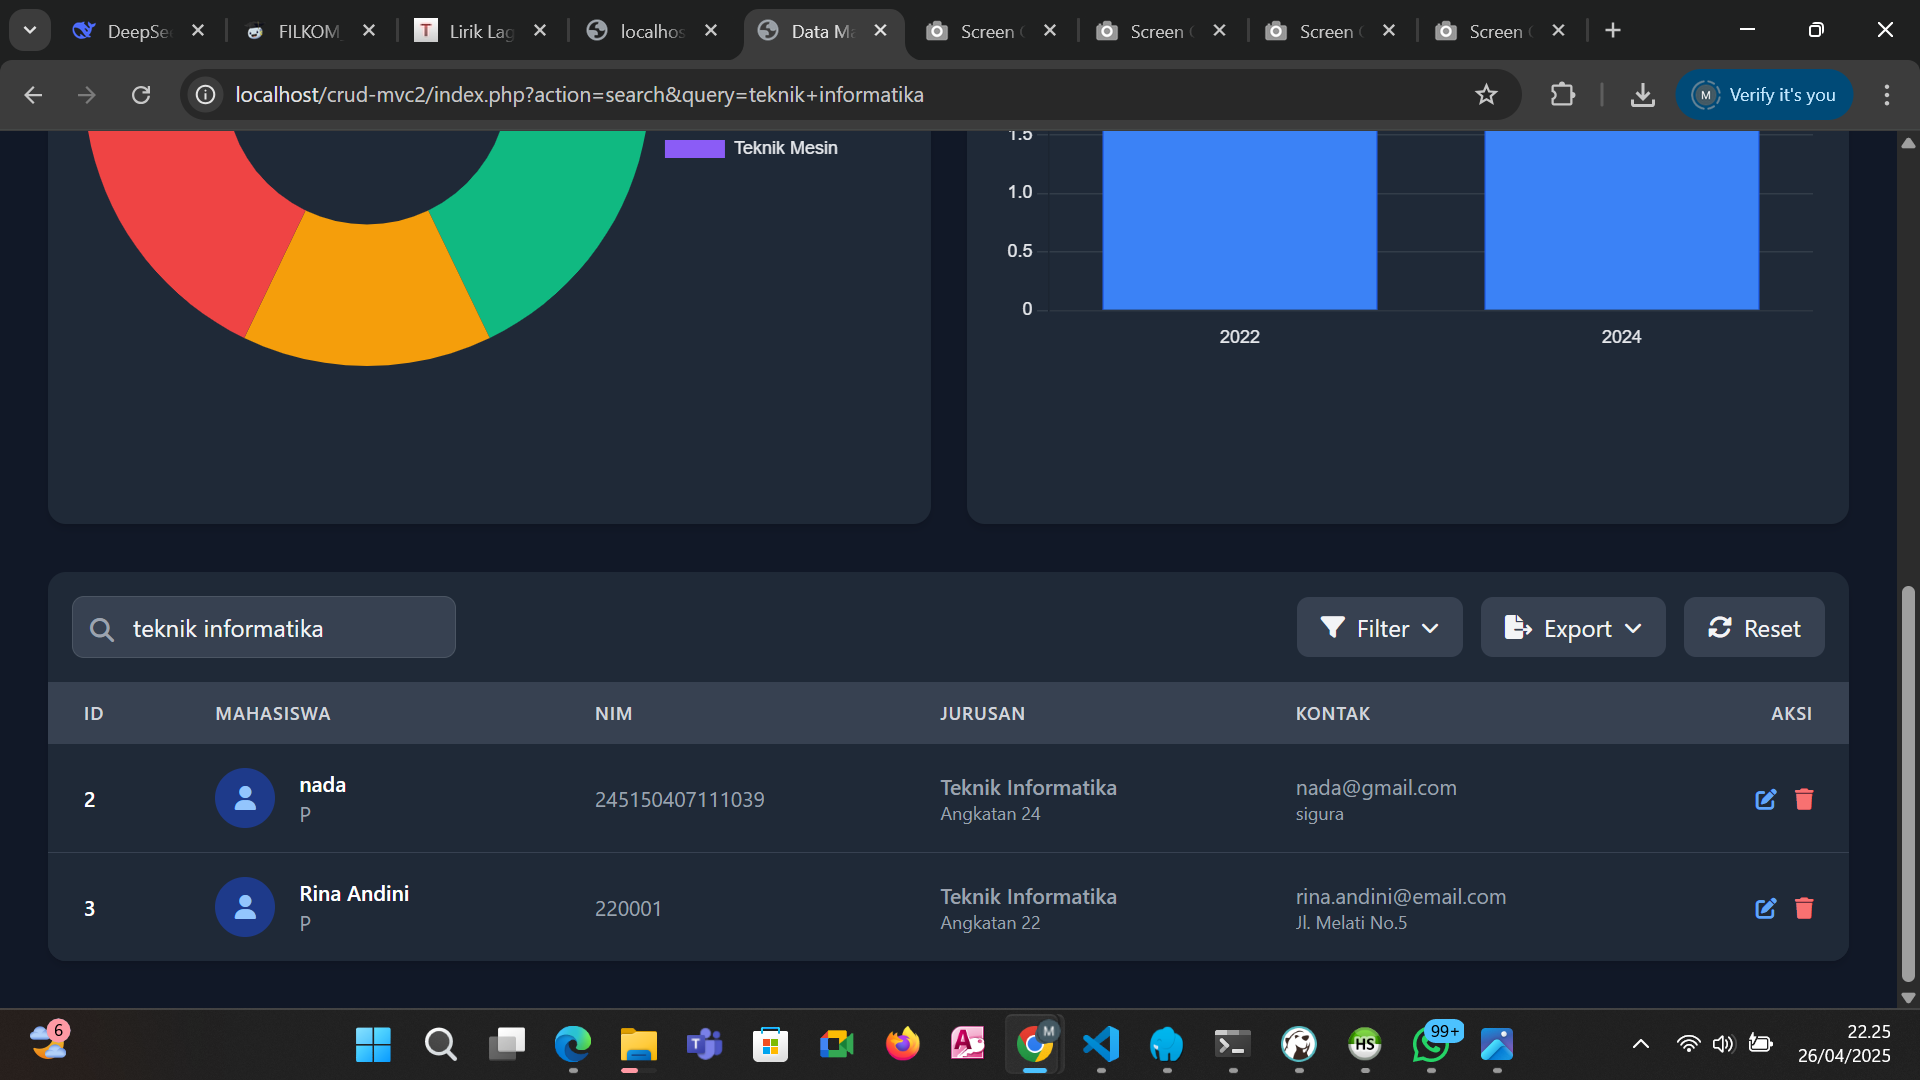 DeepSe
FILKOM
Lirik Lag
localhos
Data Ma
Screen
Screen
Screen
Screen
localhost/crud-mvc2/index.php?action=search&query=teknik+informatika
M
Verify it's you
Teknik Mesin
1.5
1.0
0.5
0
2022
2024
teknik informatika
Filter
Export
Reset
ID MAHASISWA NIM JURUSAN KONTAK AKSI
2 nada 245150407111039 Teknik Informatika nada@gmail.com
P Angkatan 24 sigura
3 Rina Andini 220001 Teknik Informatika rina.andini@email.com
P Angkatan 22 Jl. Melati No.5
6
M
HS
99+
22.25
26/04/2025